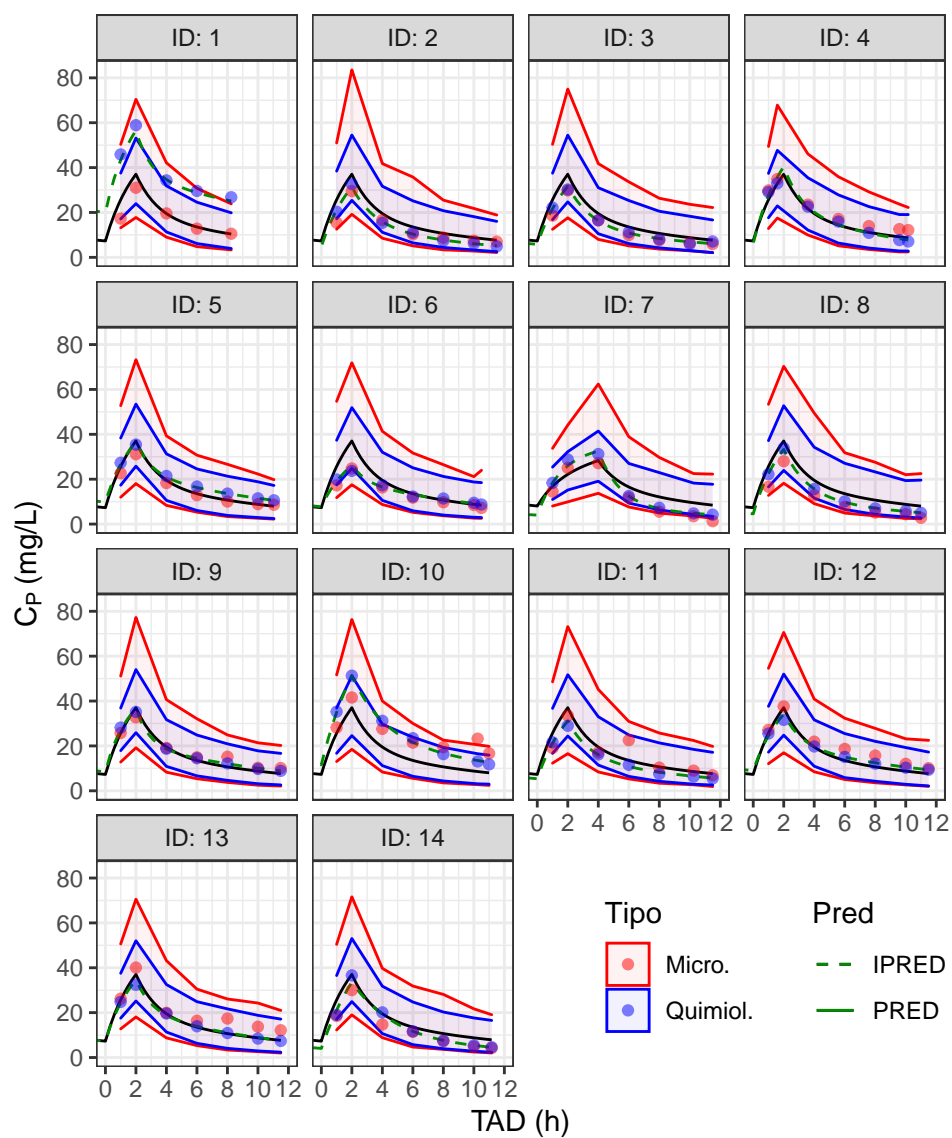 ID: 1 ID: 2 ID: 3 ID: 4
80
60
40
20
0
ID: 5 ID: 6 ID: 7 ID: 8
80
60
40
20
0
ID: 9 ID: 10 ID: 11 ID: 12
80
60
40
20
0
0 2 4 6 8 10 12 0 2 4 6 8 10 12
ID: 13 ID: 14
80
60
40
20
0
0 2 4 6 8 10 12 0 2 4 6 8 10 12
Cₚ (mg/L)
TAD (h)
Tipo
Micro.
Quimiol.
Pred
IPRED
PRED